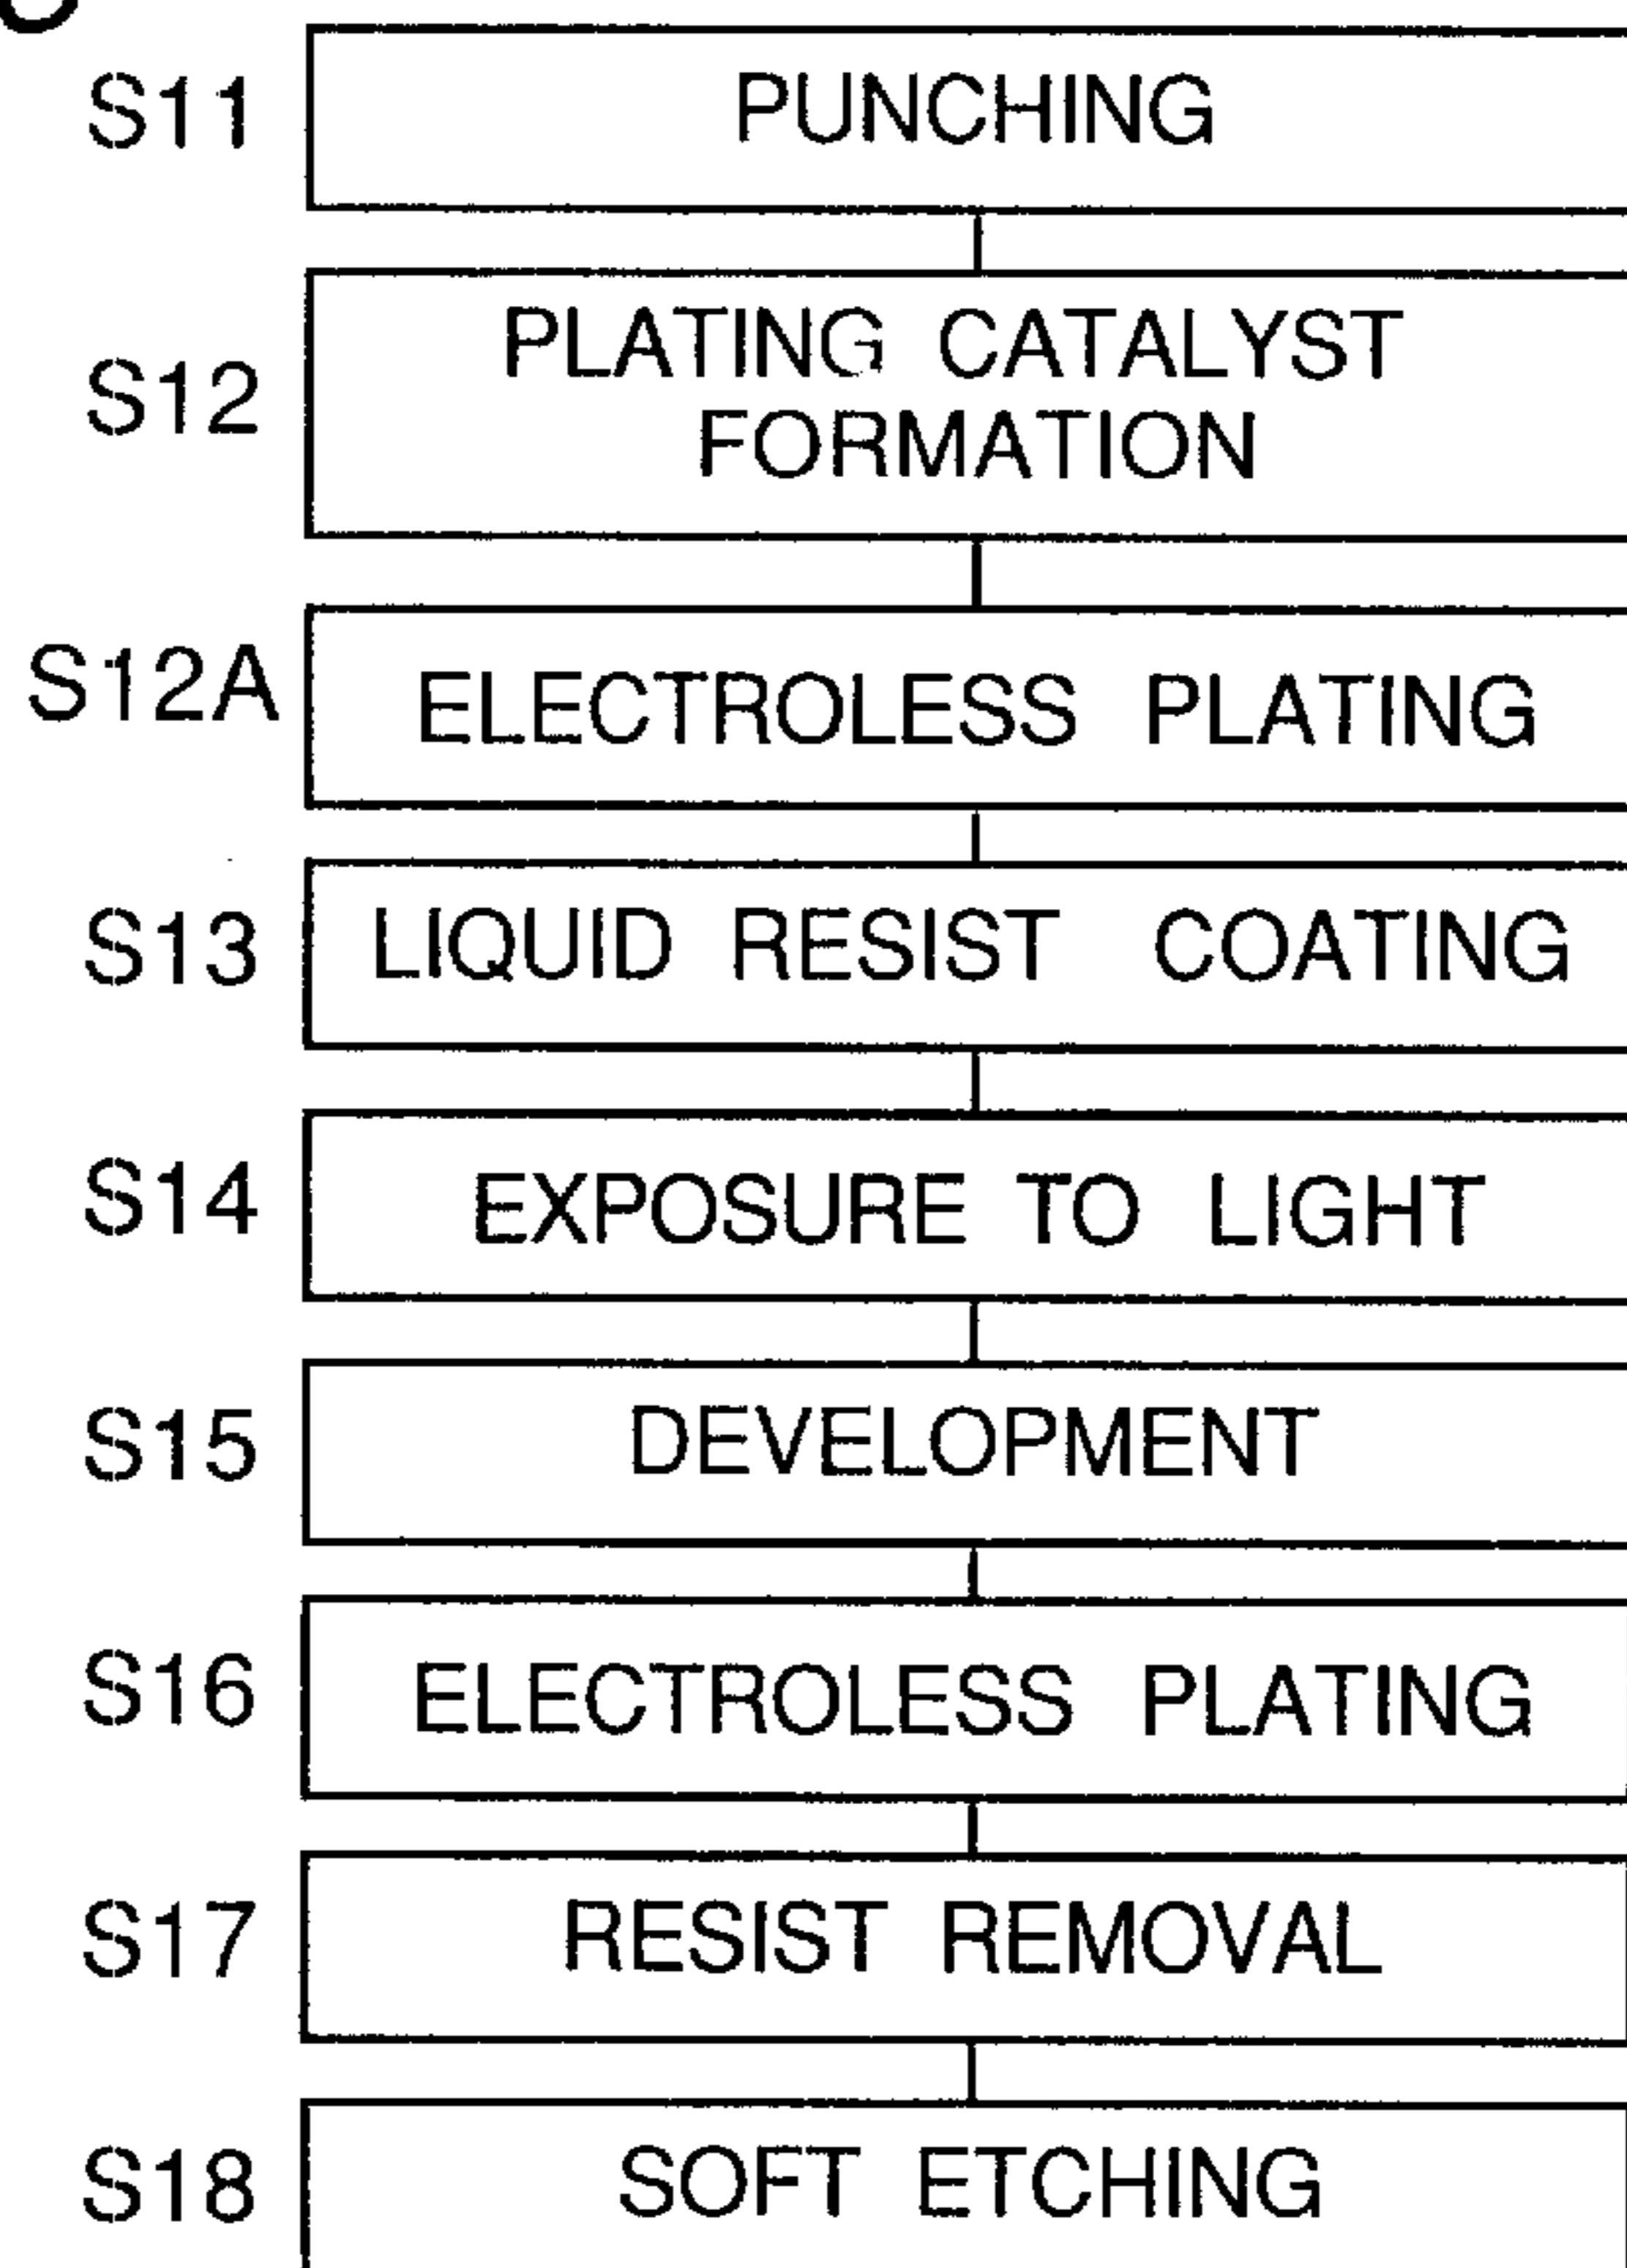 S11 PUNCHING
S12 PLATING CATALYST
FORMATION
S12A ELECTROLESS PLATING
S13 LIQUID RESIST COATING
S14 EXPOSURE TO LIGHT
S15 DEVELOPMENT
S16 ELECTROLESS PLATING
S17 RESIST REMOVAL
S18 SOFT ETCHING